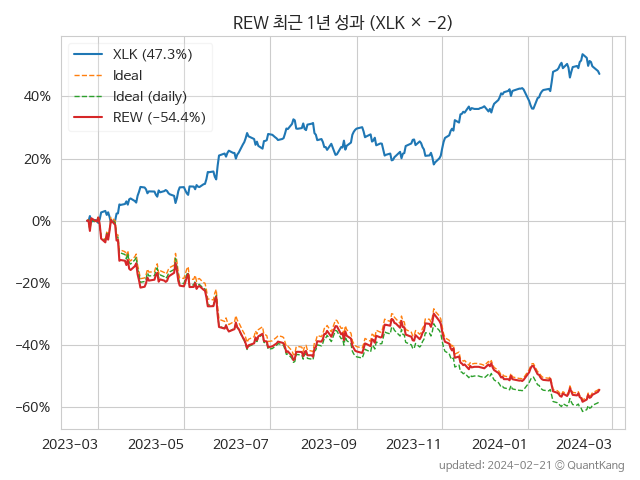 REW 최근 1년 성과 (XLK × −2)
XLK (47.3%)
Ideal
Ideal (daily)
REW (−54.4%)
40%
20%
0%
−20%
−40%
−60%
2023-03 2023-05 2023-07 2023-09 2023-11 2024-01 2024-03
updated: 2024-02-21 © QuantKang